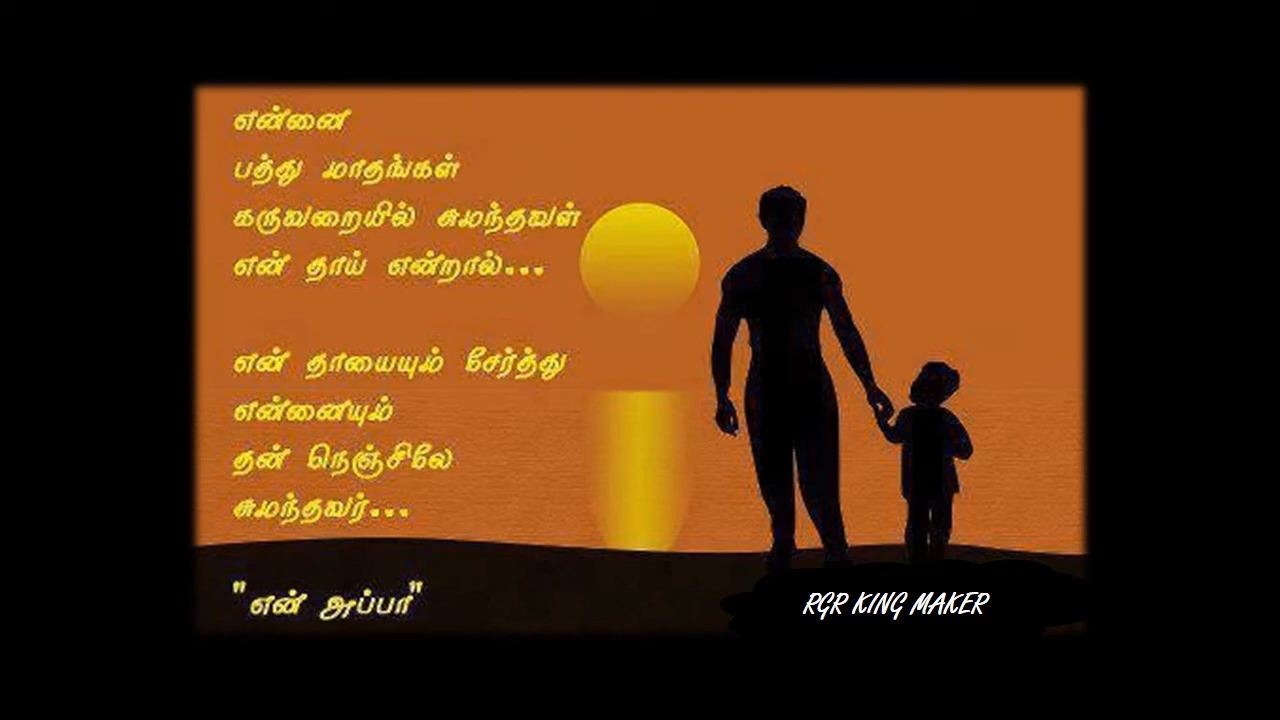 என்னை
பத்து மாதங்கள்
கருவறையில் சுமந்தவள்
என் தாய் என்றால்...
என் தாயையும் சேர்த்து
என்னையும்
தன் நெஞ்சிலே
சுமந்தவர்...
"என் அப்பா"
RGR KING MAKER